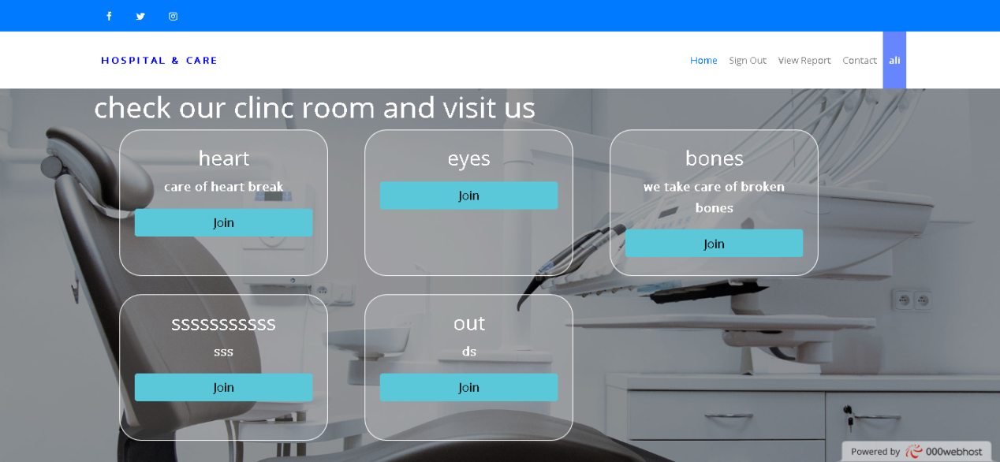 HOSPITAL & CARE
Home Sign Out View Report Contact ali
check our clinc room and visit us
heart
care of heart break
Join
eyes
Join
bones
we take care of broken
bones
Join
sssssssssss
sss
Join
out
ds
Join
Powered by 000webhost